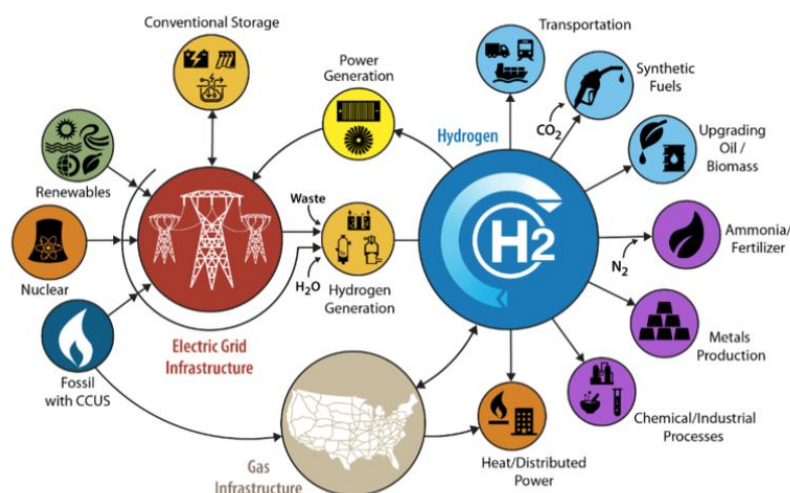 Conventional Storage
Transportation
Power
Generation
Hydrogen
Synthetic
Fuels
CO2
Upgrading
Oil /
Biomass
Renewables
Waste
H2
Ammonia/
Fertilizer
N2
Nuclear
H2O
Hydrogen
Generation
Electric Grid
Infrastructure
Metals
Production
Fossil
with CCUS
Chemical/Industrial
Processes
Gas
Infrastructure
Heat/Distributed
Power